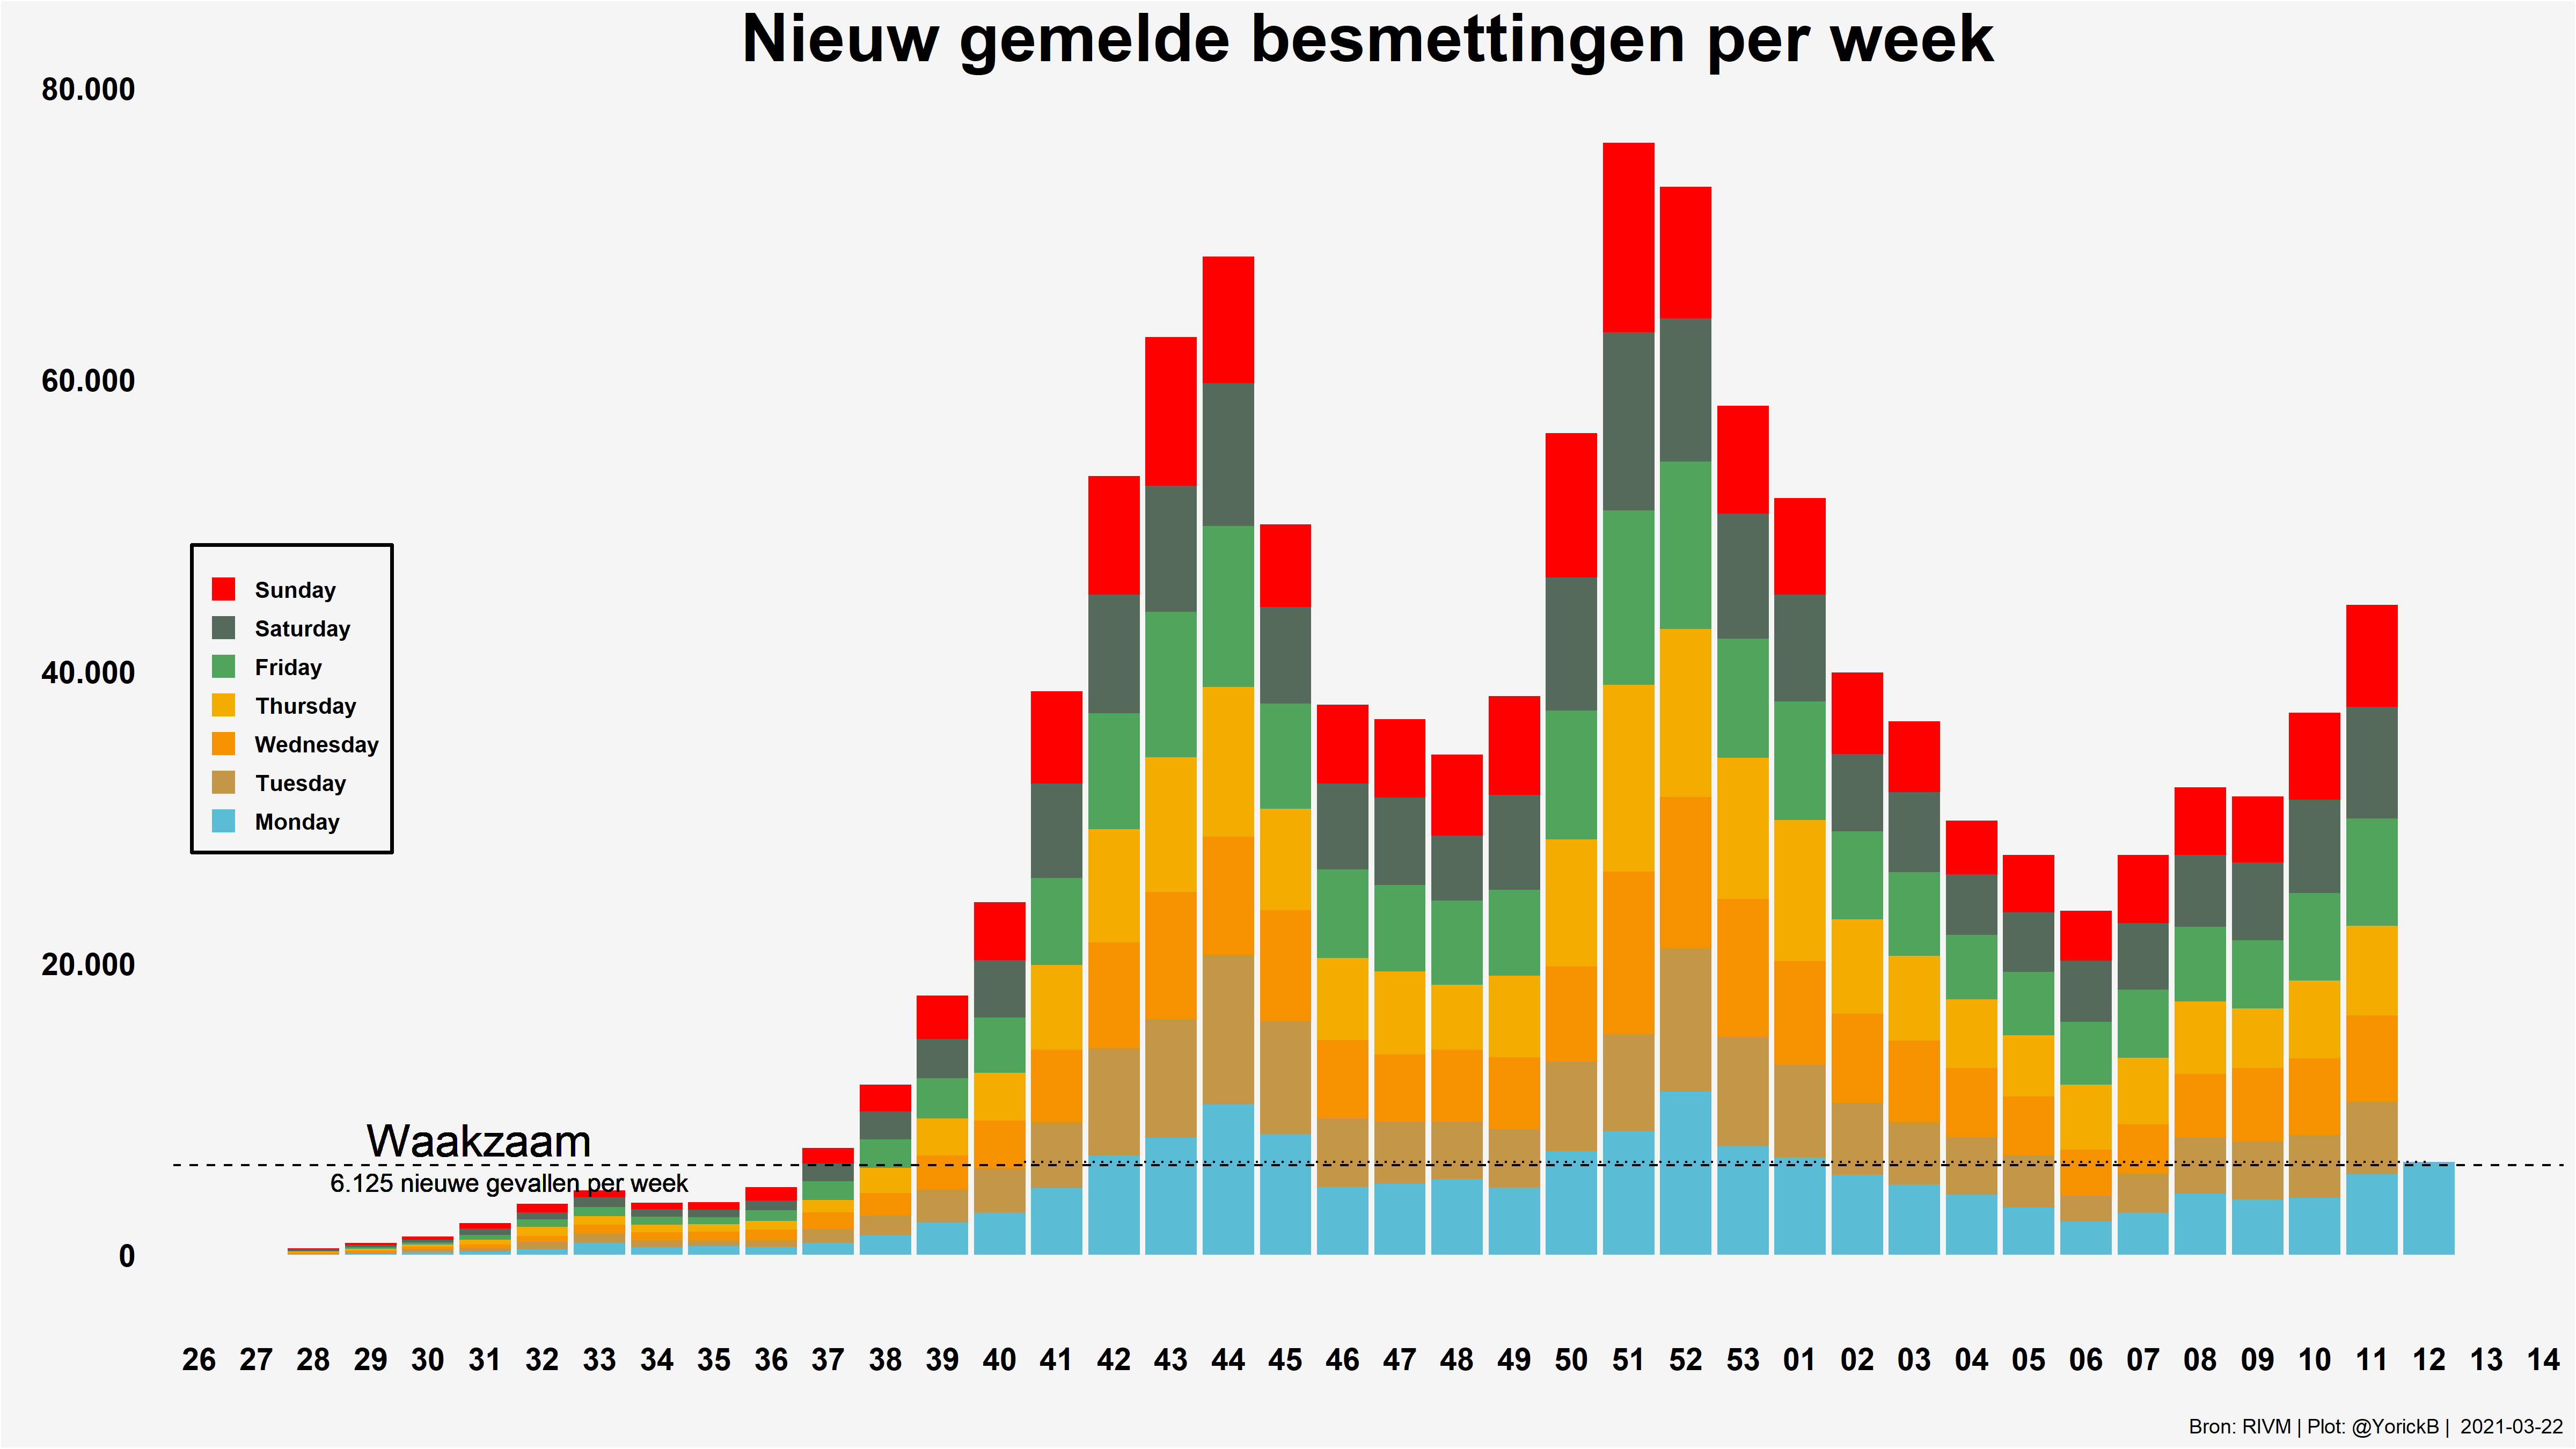 Nieuw gemelde besmettingen per week
80.000
60.000
40.000
20.000
0
Sunday
Saturday
Friday
Thursday
Wednesday
Tuesday
Monday
Waakzaam
6.125 nieuwe gevallen per week
26 27 28 29 30 31 32 33 34 35 36 37 38 39 40 41 42 43 44 45 46 47 48 49 50 51 52 53 01 02 03 04 05 06 07 08 09 10 11 12 13 14
Bron: RIVM | Plot: @YorickB | 2021-03-22